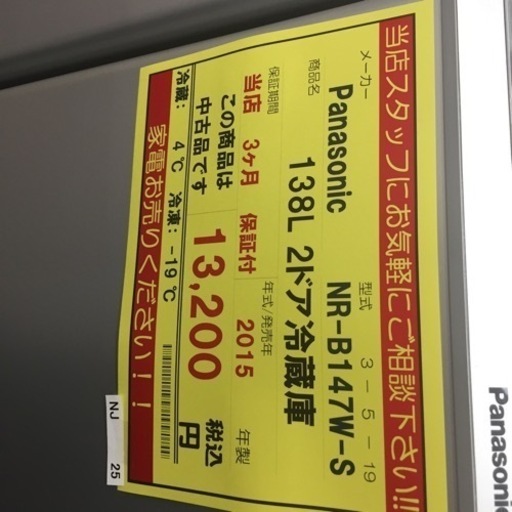 当店スタッフにお気軽にご相談下さい!!
メーカー 型式 3-5-19
Panasonic NR-B147W-S
商品名
138L 2ドア冷蔵庫
保証期間 年式/発売年
当店 3ヶ月 保証付 2015 年製
この商品は
中古品です
13,200 税込
円
冷蔵: 4℃ 冷凍: -19℃
家電お売りください!!
NJ 25
Panasonic